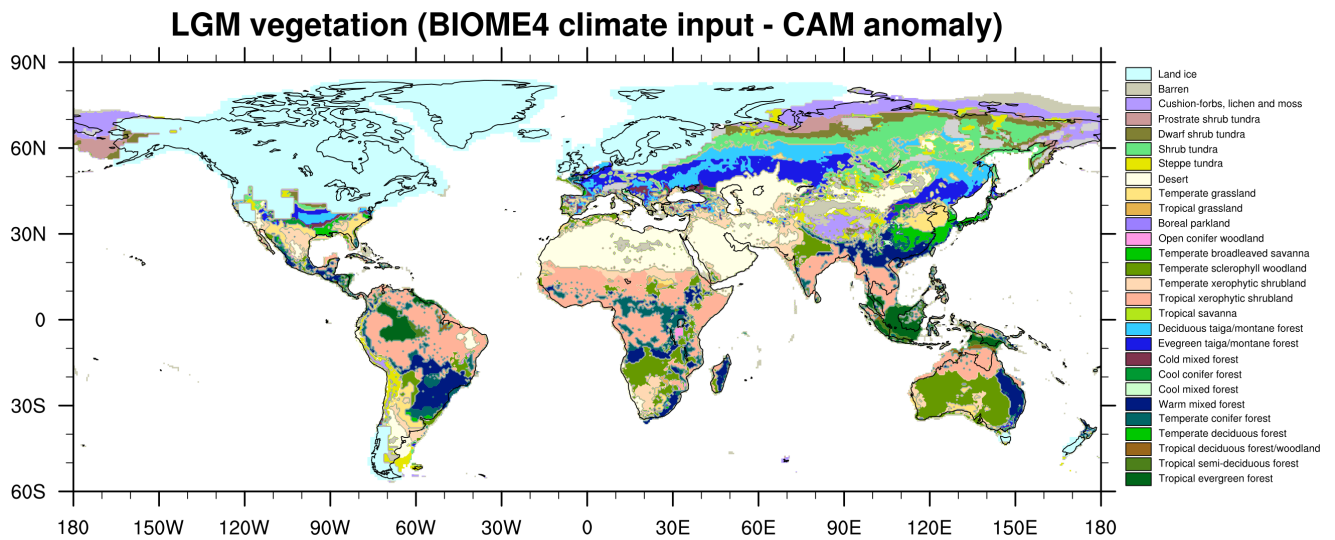 LGM vegetation (BIOME4 climate input - CAM anomaly)
90N
60N
30N
0
30S
60S
180 150W 120W 90W 60W 30W 0 30E 60E 90E 120E 150E 180
Land ice
Barren
Cushion-forbs, lichen and moss
Prostrate shrub tundra
Dwarf shrub tundra
Shrub tundra
Steppe tundra
Desert
Temperate grassland
Tropical grassland
Boreal parkland
Open conifer woodland
Temperate broadleaved savanna
Temperate sclerophyll woodland
Temperate xerophytic shrubland
Tropical xerophytic shrubland
Tropical savanna
Deciduous taiga/montane forest
Evegreen taiga/montane forest
Cold mixed forest
Cool conifer forest
Cool mixed forest
Warm mixed forest
Temperate conifer forest
Temperate deciduous forest
Tropical deciduous forest/woodland
Tropical semi-deciduous forest
Tropical evergreen forest